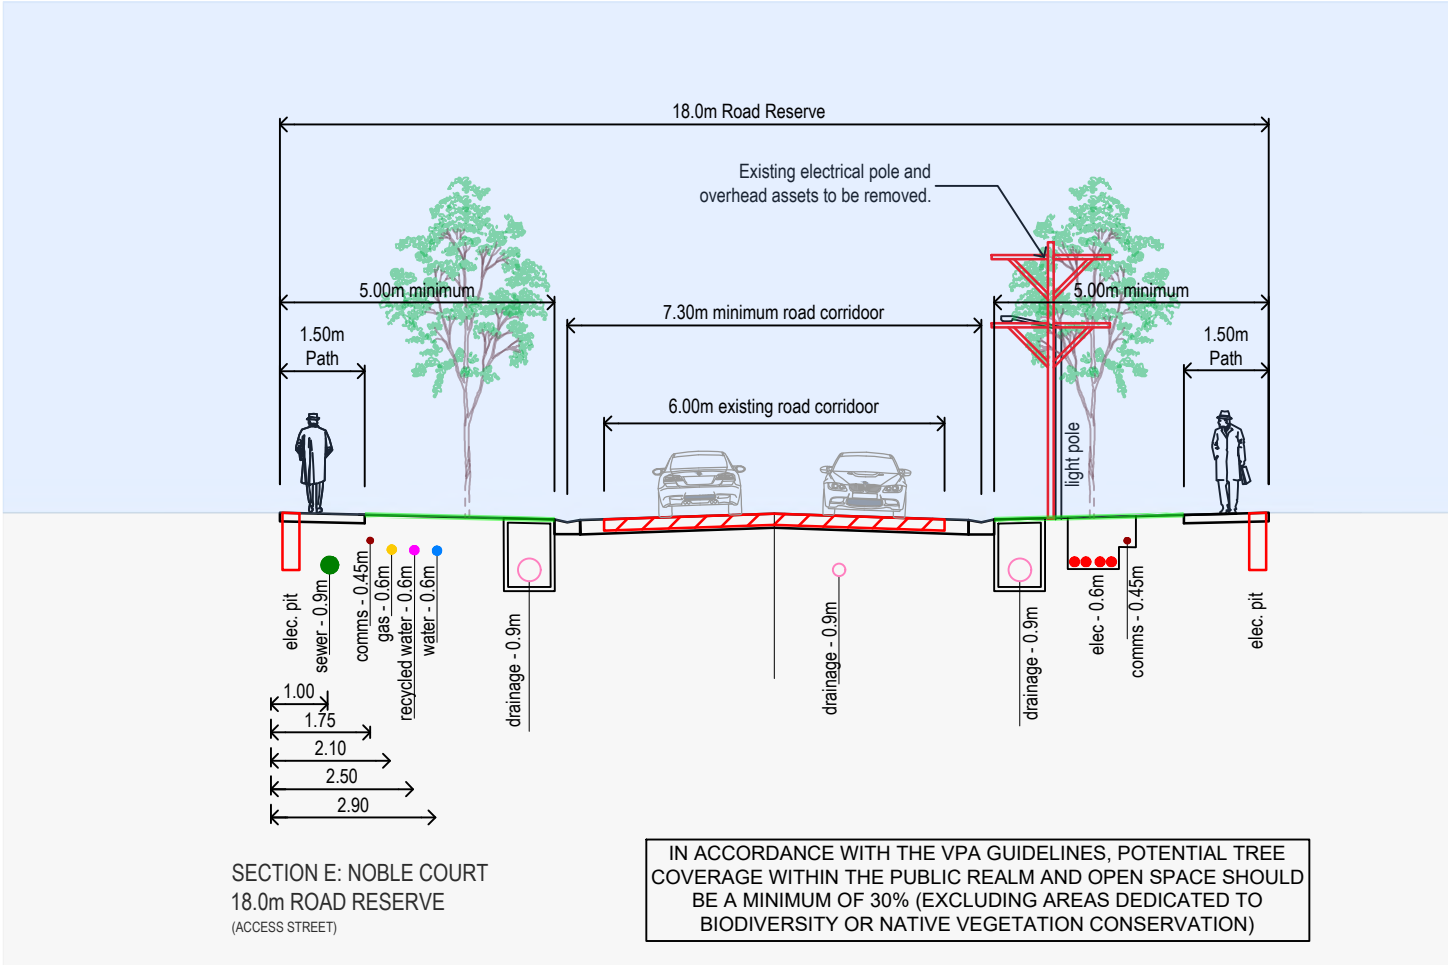 18.0m Road Reserve
Existing electrical pole and
overhead assets to be removed.
5.00m minimum
5.00m minimum
7.30m minimum road corridoor
1.50m
Path
1.50m
Path
6.00m existing road corridoor
light pole
elec. pit
sewer - 0.9m
comms - 0.45m
gas - 0.6m
recycled water - 0.6m
water - 0.6m
drainage - 0.9m
drainage - 0.9m
drainage - 0.9m
elec - 0.6m
comms - 0.45m
elec. pit
1.00
1.75
2.10
2.50
2.90
SECTION E: NOBLE COURT
18.0m ROAD RESERVE
(ACCESS STREET)
IN ACCORDANCE WITH THE VPA GUIDELINES, POTENTIAL TREE
COVERAGE WITHIN THE PUBLIC REALM AND OPEN SPACE SHOULD
BE A MINIMUM OF 30% (EXCLUDING AREAS DEDICATED TO
BIODIVERSITY OR NATIVE VEGETATION CONSERVATION)